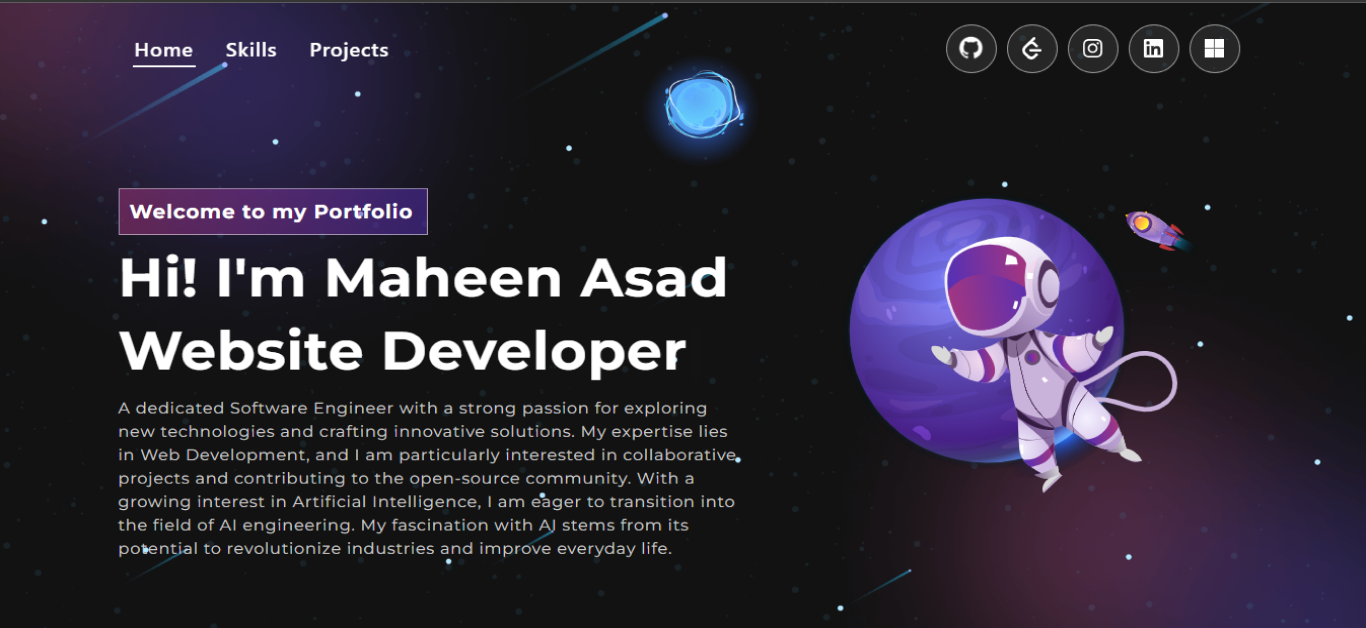 Home Skills Projects
Welcome to my Portfolio
Hi! I'm Maheen Asad
Website Developer
A dedicated Software Engineer with a strong passion for exploring
new technologies and crafting innovative solutions. My expertise lies
in Web Development, and I am particularly interested in collaborative
projects and contributing to the open-source community. With a
growing interest in Artificial Intelligence, I am eager to transition into
the field of AI engineering. My fascination with AI stems from its
potential to revolutionize industries and improve everyday life.